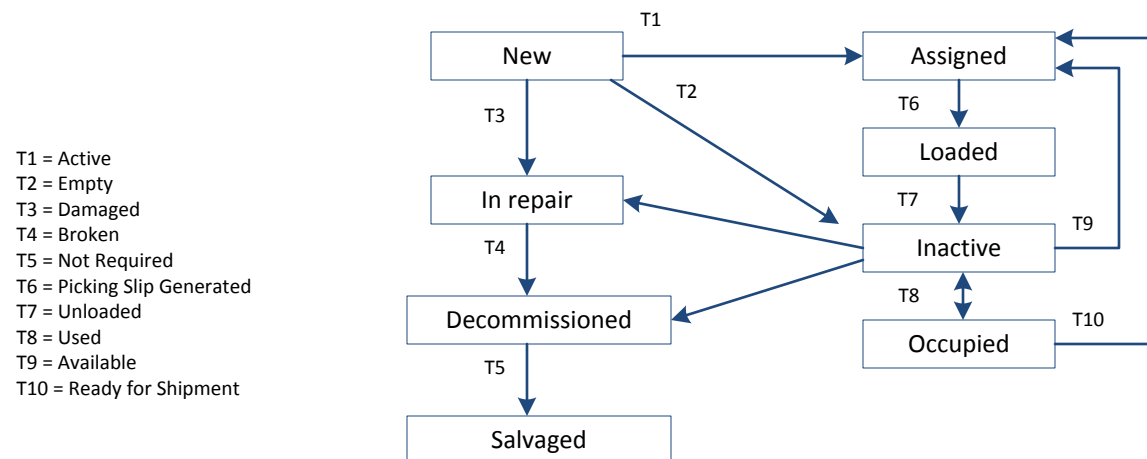 T1
New
Assigned
T2
T3
T6
T1 = Active
T2 = Empty
T3 = Damaged
T4 = Broken
T5 = Not Required
T6 = Picking Slip Generated
T7 = Unloaded
T8 = Used
T9 = Available
T10 = Ready for Shipment
Loaded
In repair
T7
T9
T4
Inactive
T8
Decommissioned
T10
Occupied
T5
Salvaged